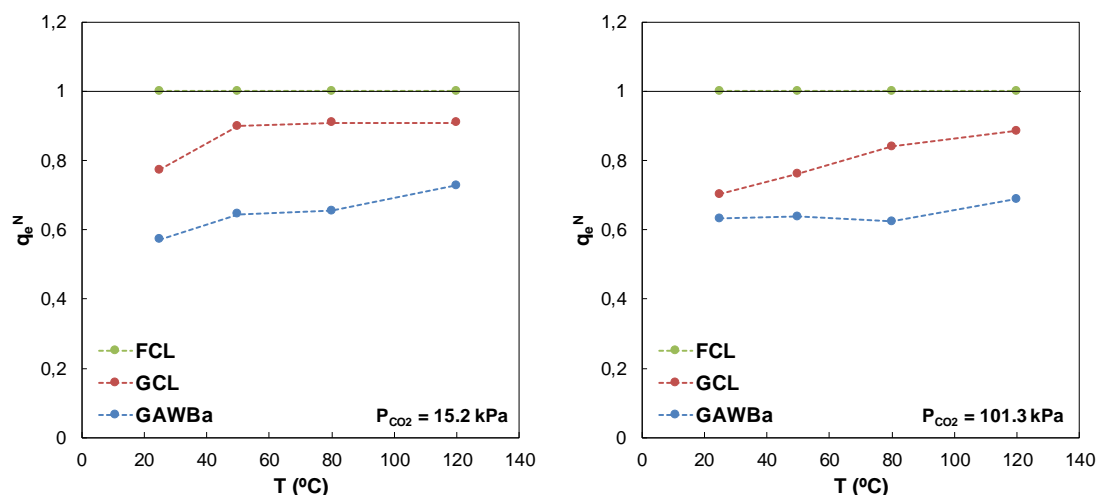 1,2
1
0,8
0,6
0,4
0,2
0
qₑᴺ
FCL
GCL
GAWBa
P_CO2 = 15.2 kPa
0 20 40 60 80 100 120 140
T (ºC)
1,2
1
0,8
0,6
0,4
0,2
0
qₑᴺ
FCL
GCL
GAWBa
P_CO2 = 101.3 kPa
0 20 40 60 80 100 120 140
T (ºC)